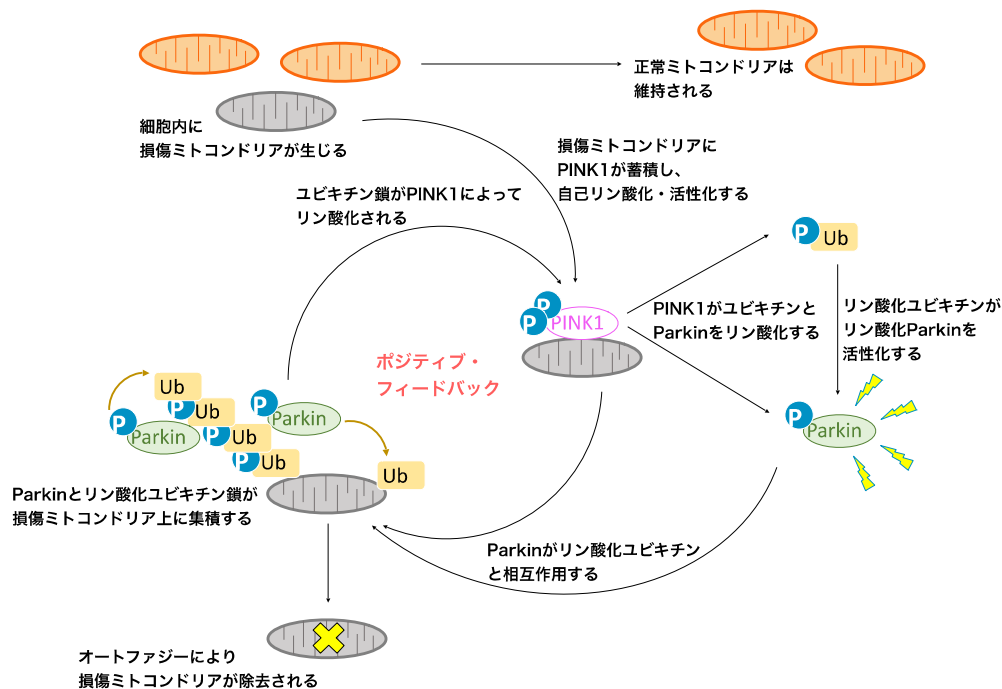 正常ミトコンドリアは
維持される
細胞内に
損傷ミトコンドリアが生じる
損傷ミトコンドリアに
PINK1が蓄積し、
自己リン酸化・活性化する
ユビキチン鎖がPINK1によって
リン酸化される
P
Ub
P
P
PINK1
PINK1がユビキチンと
Parkinをリン酸化する
リン酸化ユビキチンが
リン酸化Parkinを
活性化する
ポジティブ・
フィードバック
Ub
P
Ub
P
Parkin
P
Ub
P
Ub
P
Parkin
Ub
P
Parkin
Parkinとリン酸化ユビキチン鎖が
損傷ミトコンドリア上に集積する
Parkinがリン酸化ユビキチン
と相互作用する
オートファジーにより
損傷ミトコンドリアが除去される